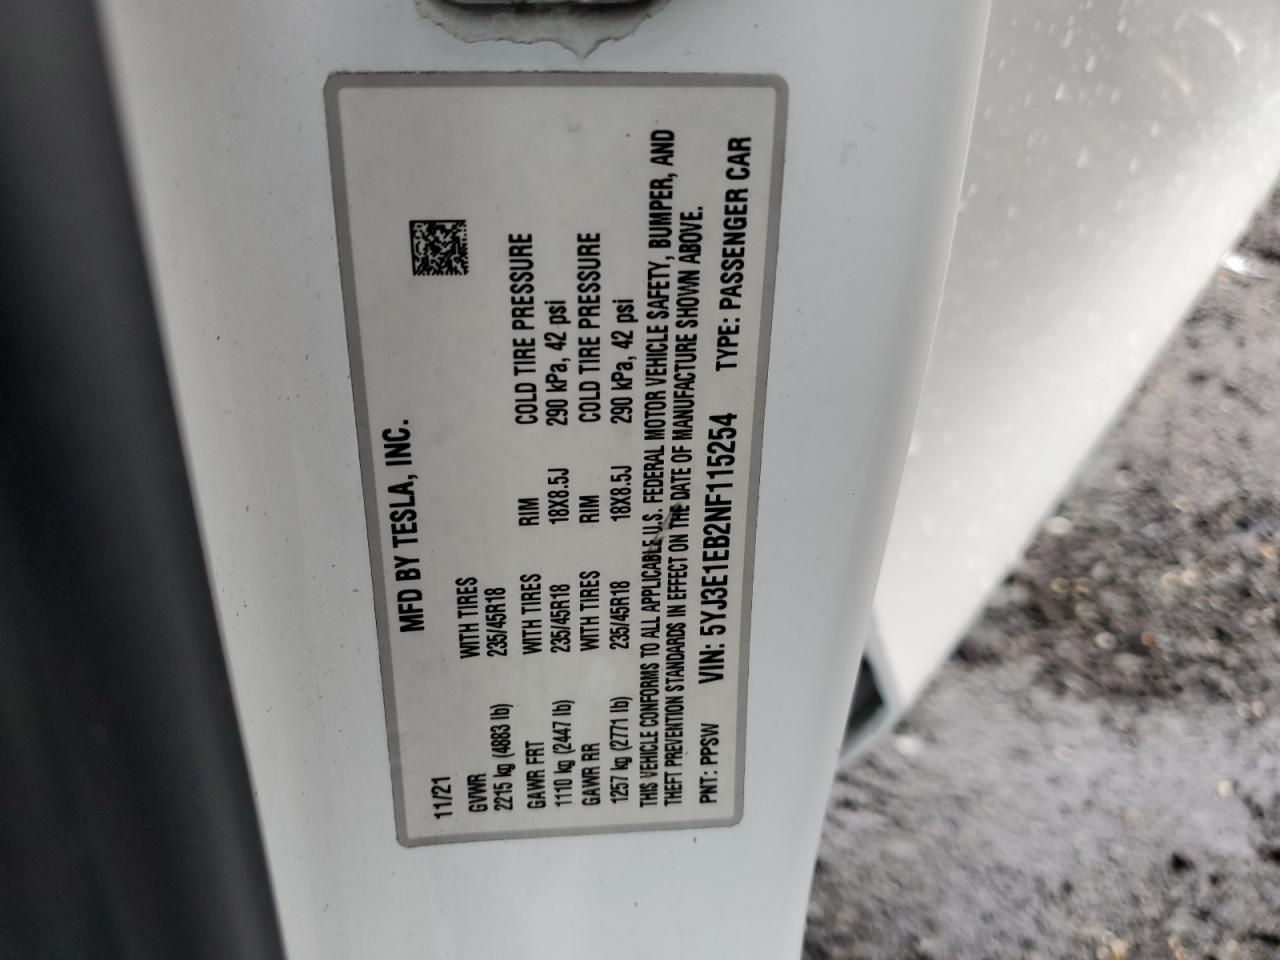 MFD BY TESLA, INC.
11/21
GVWR WITH TIRES
2215 kg (4883 lb) 235/45R18
GAWR FRT WITH TIRES RIM COLD TIRE PRESSURE
1110 kg (2447 lb) 235/45R18 18X8.5J 290 kPa, 42 psi
GAWR RR WITH TIRES RIM COLD TIRE PRESSURE
1257 kg (2771 lb) 235/45R18 18X8.5J 290 kPa, 42 psi
THIS VEHICLE CONFORMS TO ALL APPLICABLE U.S. FEDERAL MOTOR VEHICLE SAFETY, BUMPER, AND
THEFT PREVENTION STANDARDS IN EFFECT ON THE DATE OF MANUFACTURE SHOWN ABOVE.
PNT: PPSW VIN: 5YJ3E1EB2NF115254 TYPE: PASSENGER CAR